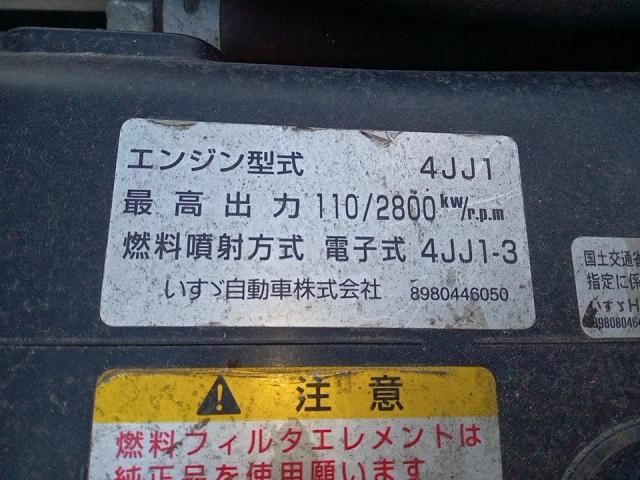 エンジン型式 4JJ1
最高出力 110/2800kw/r.p.m
燃料噴射方式 電子式 4JJ1-3
いすゞ自動車株式会社 8980446050
国土交通省
指定に係
いすゞH
⚠ 注意
燃料フィルタエレメントは
純正品を使用願います